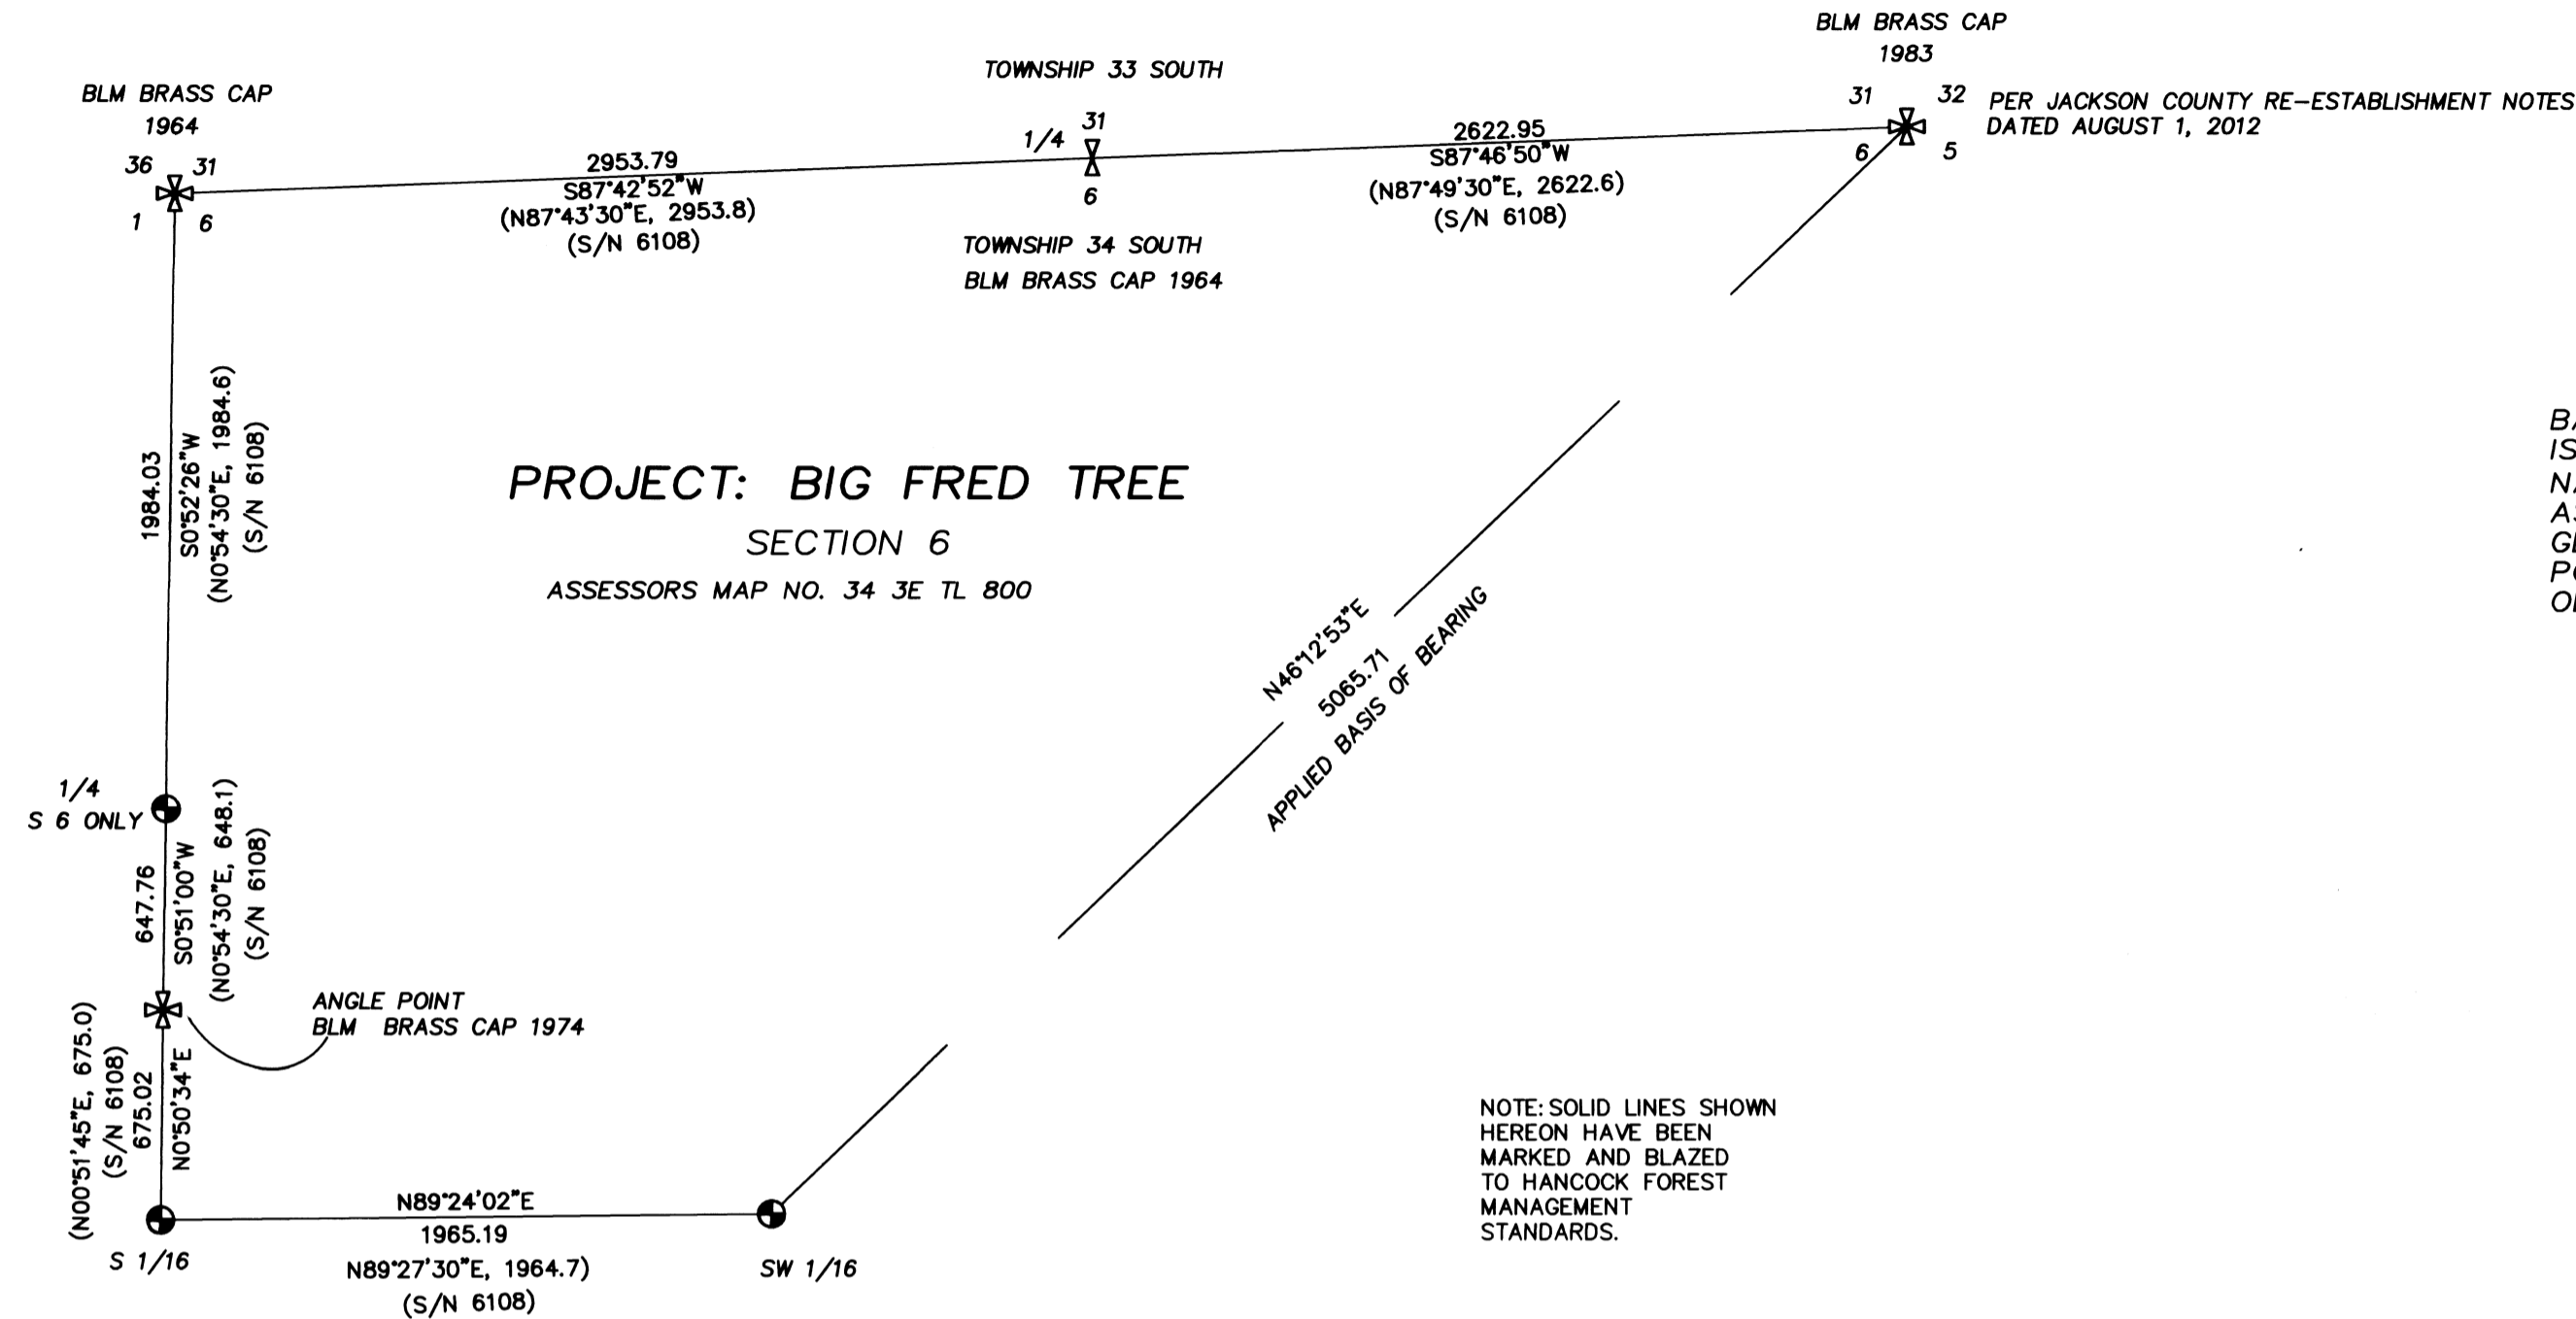 BLM BRASS CAP
1983
TOWNSHIP 33 SOUTH
BLM BRASS CAP
1964
31 32
PER JACKSON COUNTY RE-ESTABLISHMENT NOTES
DATED AUGUST 1, 2012
6 5
36 31
1 6
1/4 31
6
2953.79
S87°42'52"W
(N87°43'30"E, 2953.8)
(S/N 6108)
2622.95
S87°46'50"W
(N87°49'30"E, 2622.6)
(S/N 6108)
TOWNSHIP 34 SOUTH
BLM BRASS CAP 1964
1984.03
S0°52'26"W
(N0°54'30"E, 1984.6)
(S/N 6108)
PROJECT: BIG FRED TREE
SECTION 6
ASSESSORS MAP NO. 34 3E TL 800
N46°12'53"E
5065.71
APPLIED BASIS OF BEARING
1/4
S 6 ONLY
647.76
S0°51'00"W
(N0°54'30"E, 648.1)
(S/N 6108)
ANGLE POINT
BLM BRASS CAP 1974
(N00°51'45"E, 675.0)
(S/N 6108)
675.02
N0°50'34"E
N89°24'02"E
1965.19
N89°27'30"E, 1964.7)
(S/N 6108)
S 1/16
SW 1/16
NOTE: SOLID LINES SHOWN
HEREON HAVE BEEN
MARKED AND BLAZED
TO HANCOCK FOREST
MANAGEMENT
STANDARDS.